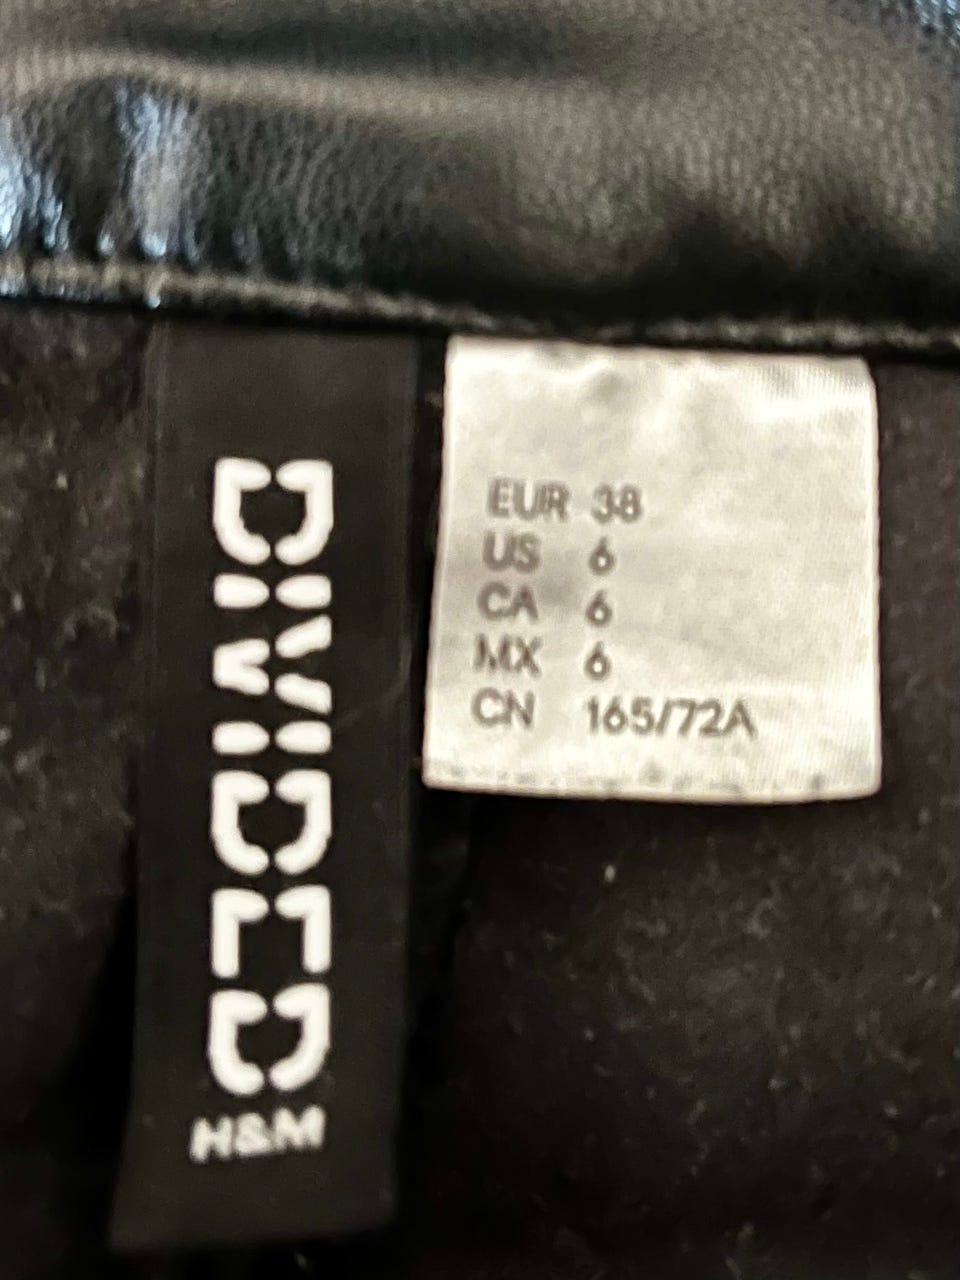 DIVIDED
H&M
EUR 38
US 6
CA 6
MX 6
CN 165/72A